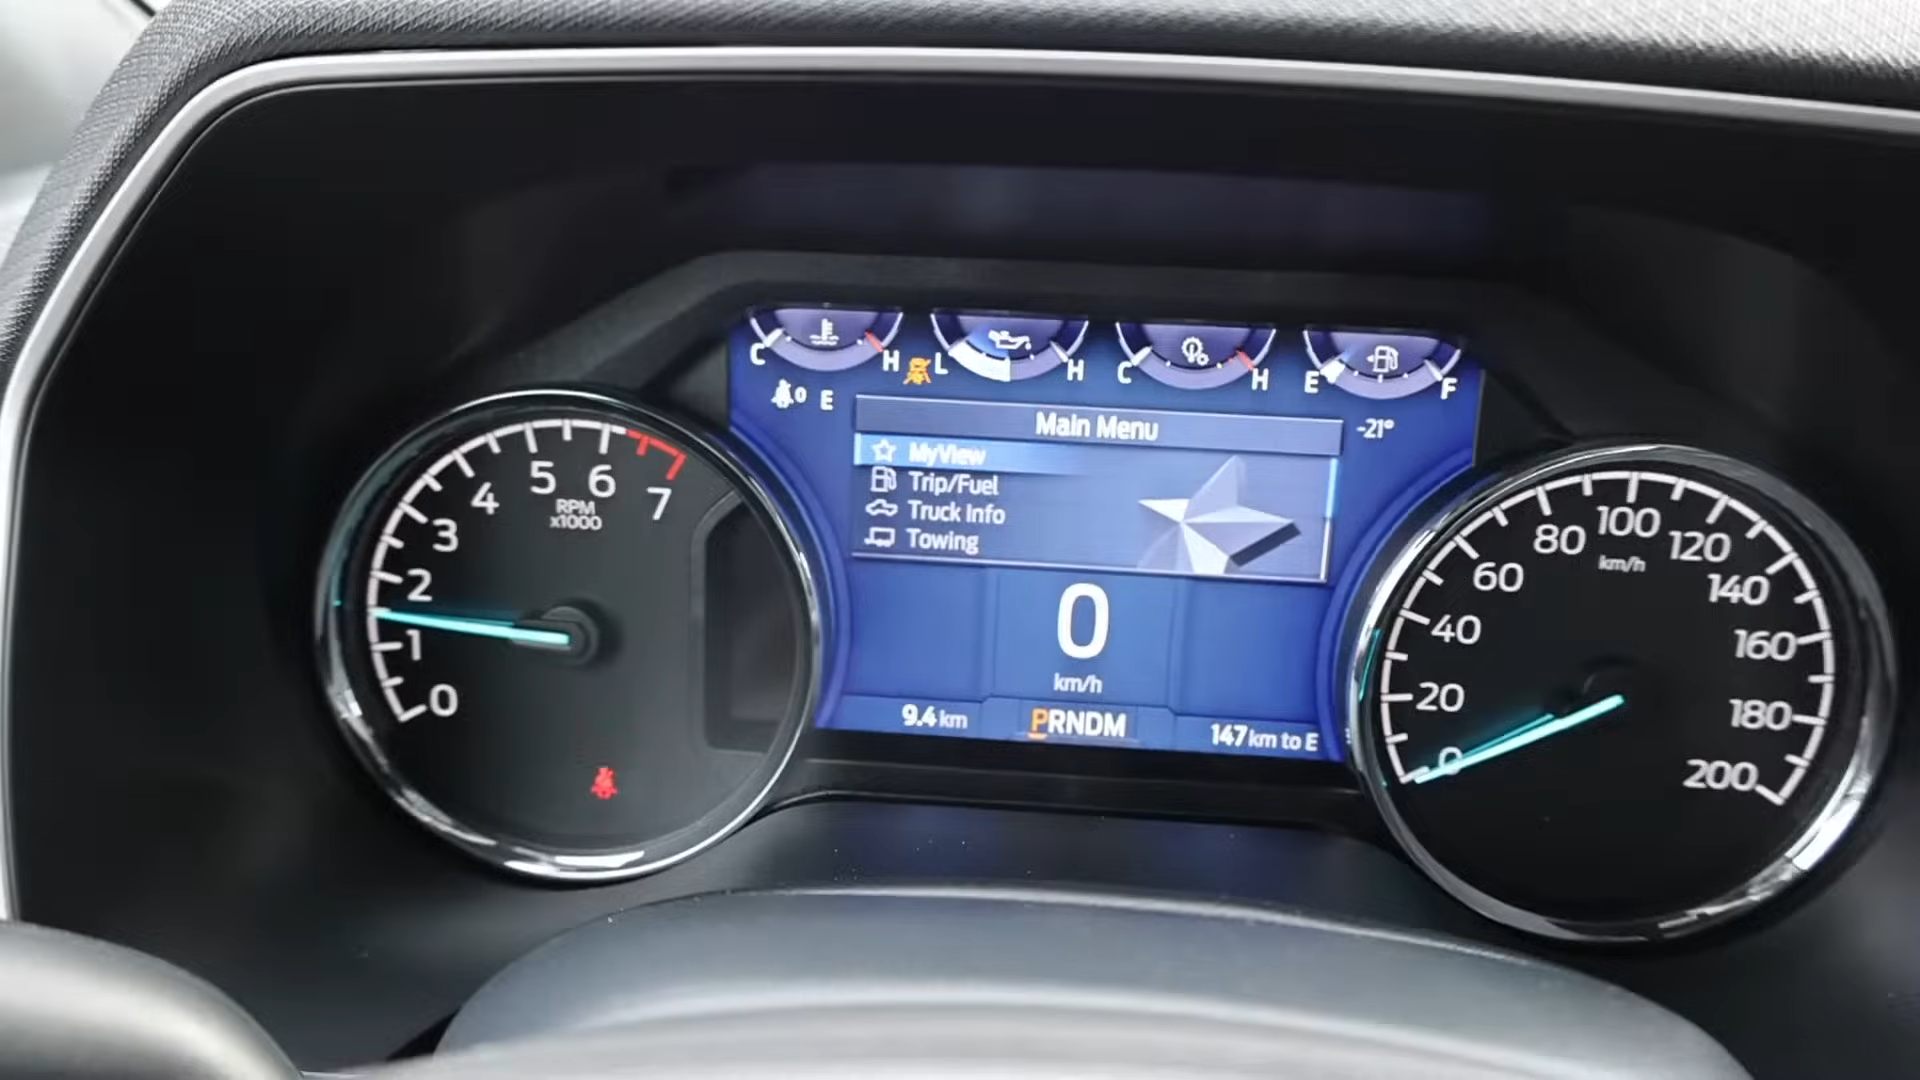 C H L H C H E F
0 E
-21°
Main Menu
MyView
Trip/Fuel
Truck Info
Towing
0
km/h
9.4 km
PRNDM
147 km to E
0 1 2 3 4 5 6 7
RPM
x1000
0 20 40 60 80 100 120 140 160 180 200
km/h